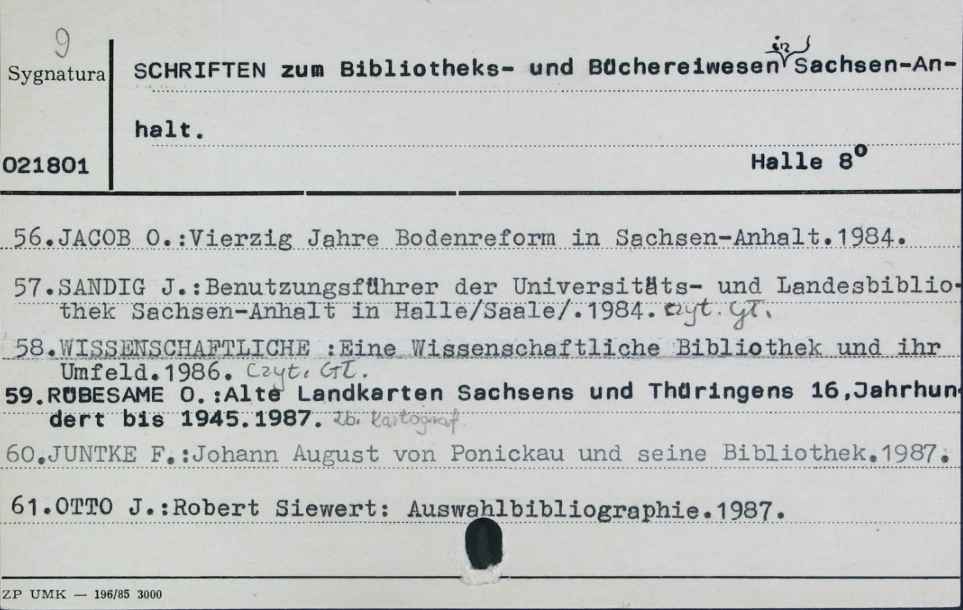 9
Sygnatura
in
SCHRIFTEN zum Bibliotheks- und Büchereiwesen Sachsen-An-
halt.
021801
Halle 8°
56.JACOB O.:Vierzig Jahre Bodenreform in Sachsen-Anhalt.1984.
57.SANDIG J.:Benutzungsführer der Universitäts- und Landesbiblio-
thek Sachsen-Anhalt in Halle/Saale/.1984. czyt. Gł.
58.WISSENSCHAFTLICHE :Eine Wissenschaftliche Bibliothek und ihr
Umfeld.1986. Czyt. Gł.
59.RÜBESAME O.:Alte Landkarten Sachsens und Thüringens 16,Jahrhun-
dert bis 1945.1987. zb. kartograf
60.JUNTKE F.:Johann August von Ponickau und seine Bibliothek.1987.
61.OTTO J.:Robert Siewert: Auswahlbibliographie.1987.
ZP UMK — 196/85 3000